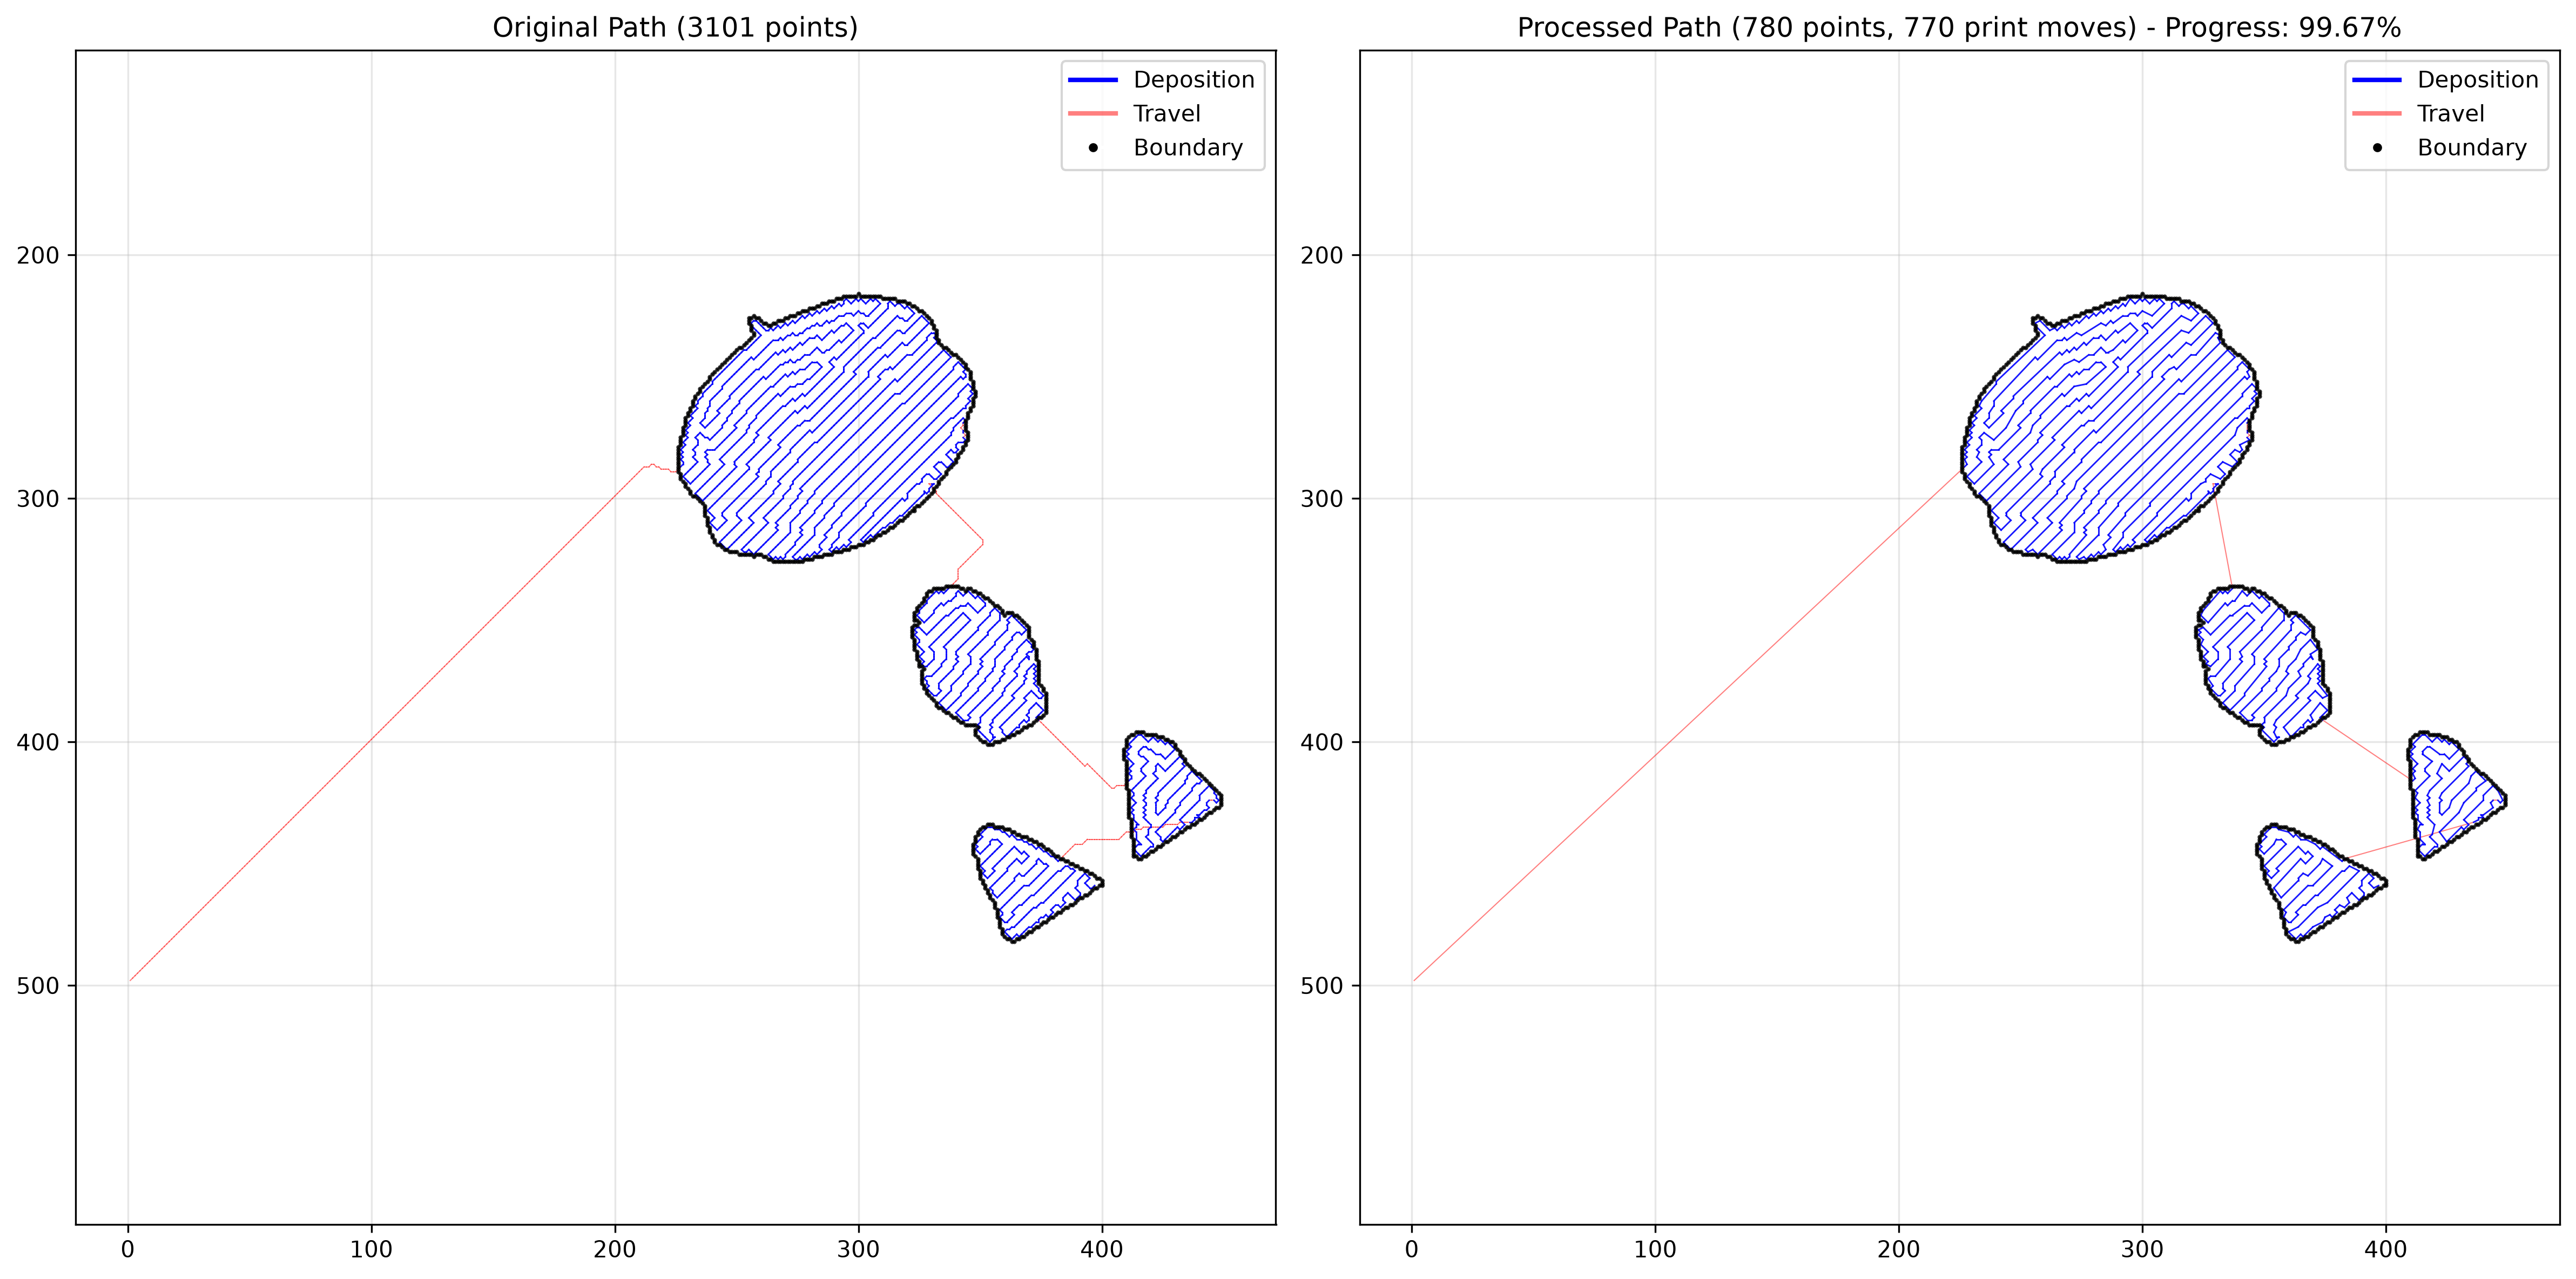 Original Path (3101 points)
Deposition
Travel
Boundary
200
300
400
500
0
100
200
300
400
Processed Path (780 points, 770 print moves) - Progress: 99.67%
Deposition
Travel
Boundary
200
300
400
500
0
100
200
300
400